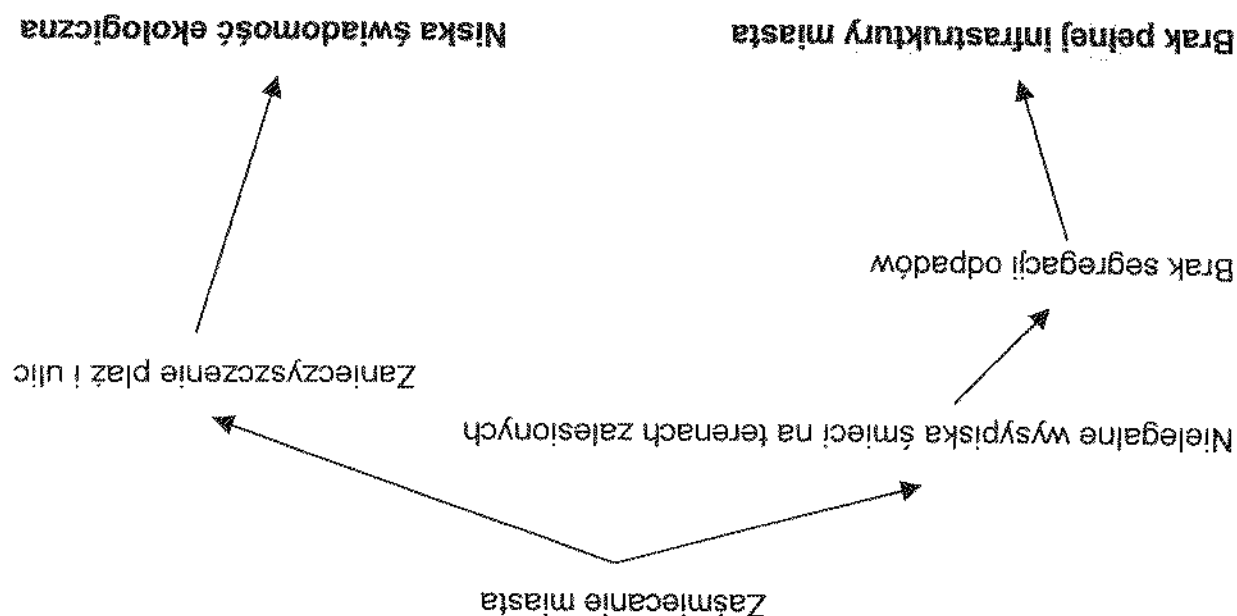 Zaśmiecanie miasta
Nielegalne wysypiska śmieci na terenach zalesionych
Zanieczyszczenie plaż i ulic
Brak segregacji odpadów
Brak pełnej infrastruktury miasta
Niska świadomość ekologiczna